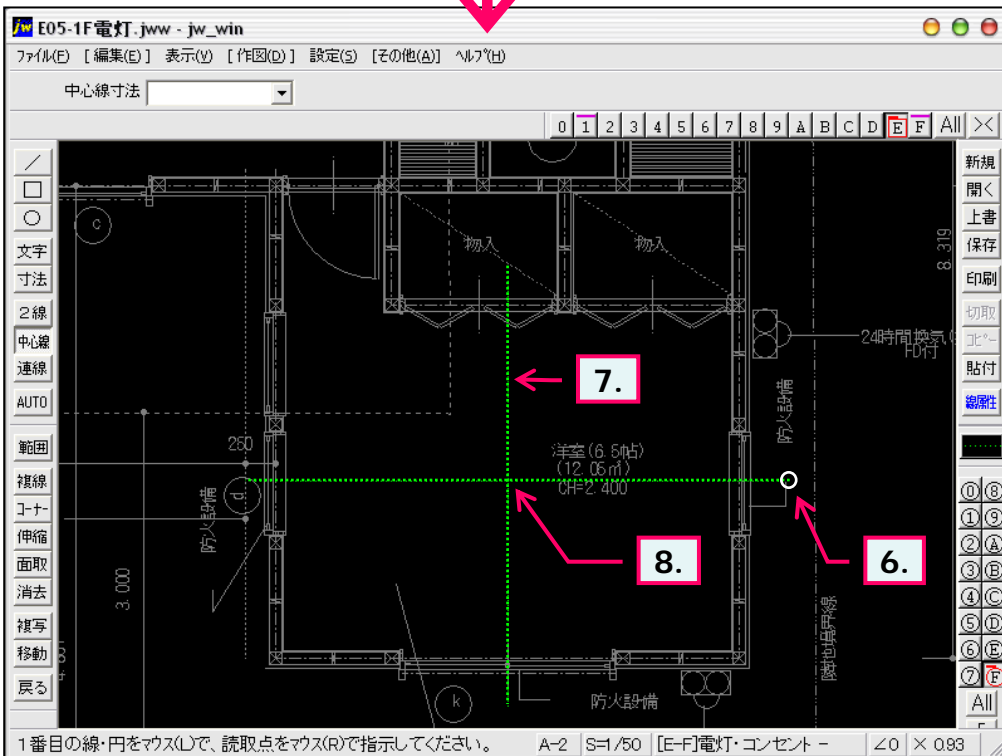 E05-1F電灯.jww - jw_win
ﾌｧｲﾙ(F) [編集(E)] 表示(V) [作図(D)] 設定(S) [その他(A)] ﾍﾙﾌﾟ(H)
中心線寸法
0 1 2 3 4 5 6 7 8 9 A B C D E F All ×
／
□
○
文字
寸法
２線
中心線
連線
AUTO
範囲
複線
ｺｰﾅｰ
伸縮
面取
消去
複写
移動
戻る
新規
開く
上書
保存
印刷
切取
ｺﾋﾟｰ
貼付
線属性
⓪⑧
①⑨
②Ⓐ
③Ⓑ
④Ⓒ
⑤Ⓓ
⑥Ⓔ
⑦Ⓕ
All
c
物入
物入
8.319
24時間換気
FD付
7.
防火設備
250
洋室(6.5帖)
(12.06㎡)
CH=2.400
d
防火設備
8.
6.
3.000
隣地境界線
k
防火設備
1番目の線・円をﾏｳｽ(L)で、読取点をﾏｳｽ(R)で指示してください。
A-2 S=1/50 [E-F]電灯・コンセント － ∠0 × 0.93